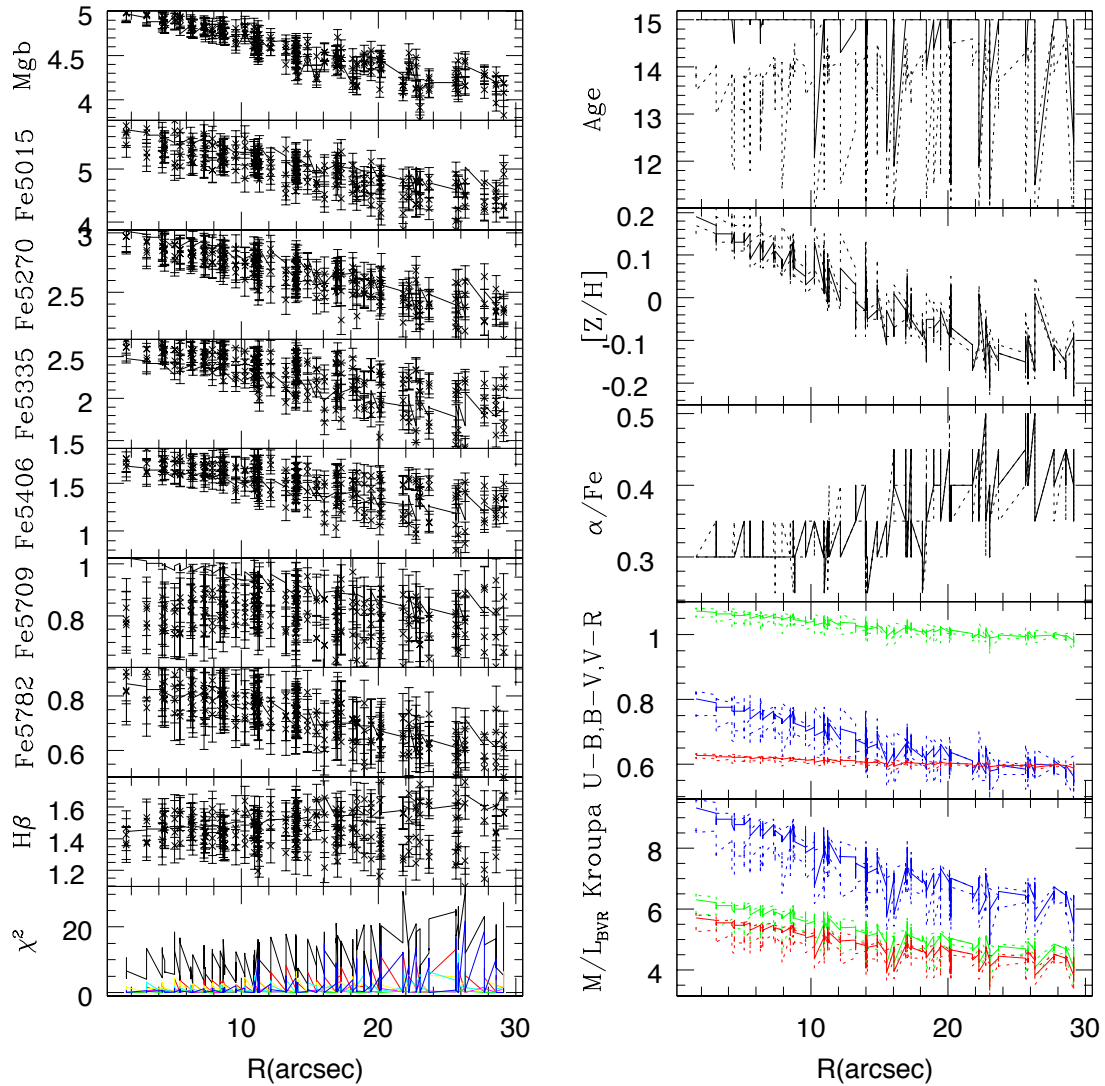 Mgb
5
4.5
4
Fe5015
5
4
Fe5270
3
2.5
Fe5335
2.5
2
1.5
Fe5406
1.5
1
Fe5709
1
0.8
Fe5782
0.8
0.6
Hβ
1.6
1.4
1.2
χ²
20
0
10 20 30
R(arcsec)
Age
15
14
13
12
[Z/H]
0.2
0.1
0
-0.1
-0.2
α/Fe
0.5
0.4
0.3
U−B,B−V,V−R
1
0.8
0.6
M/L_BVR Kroupa
8
6
4
10 20 30
R(arcsec)